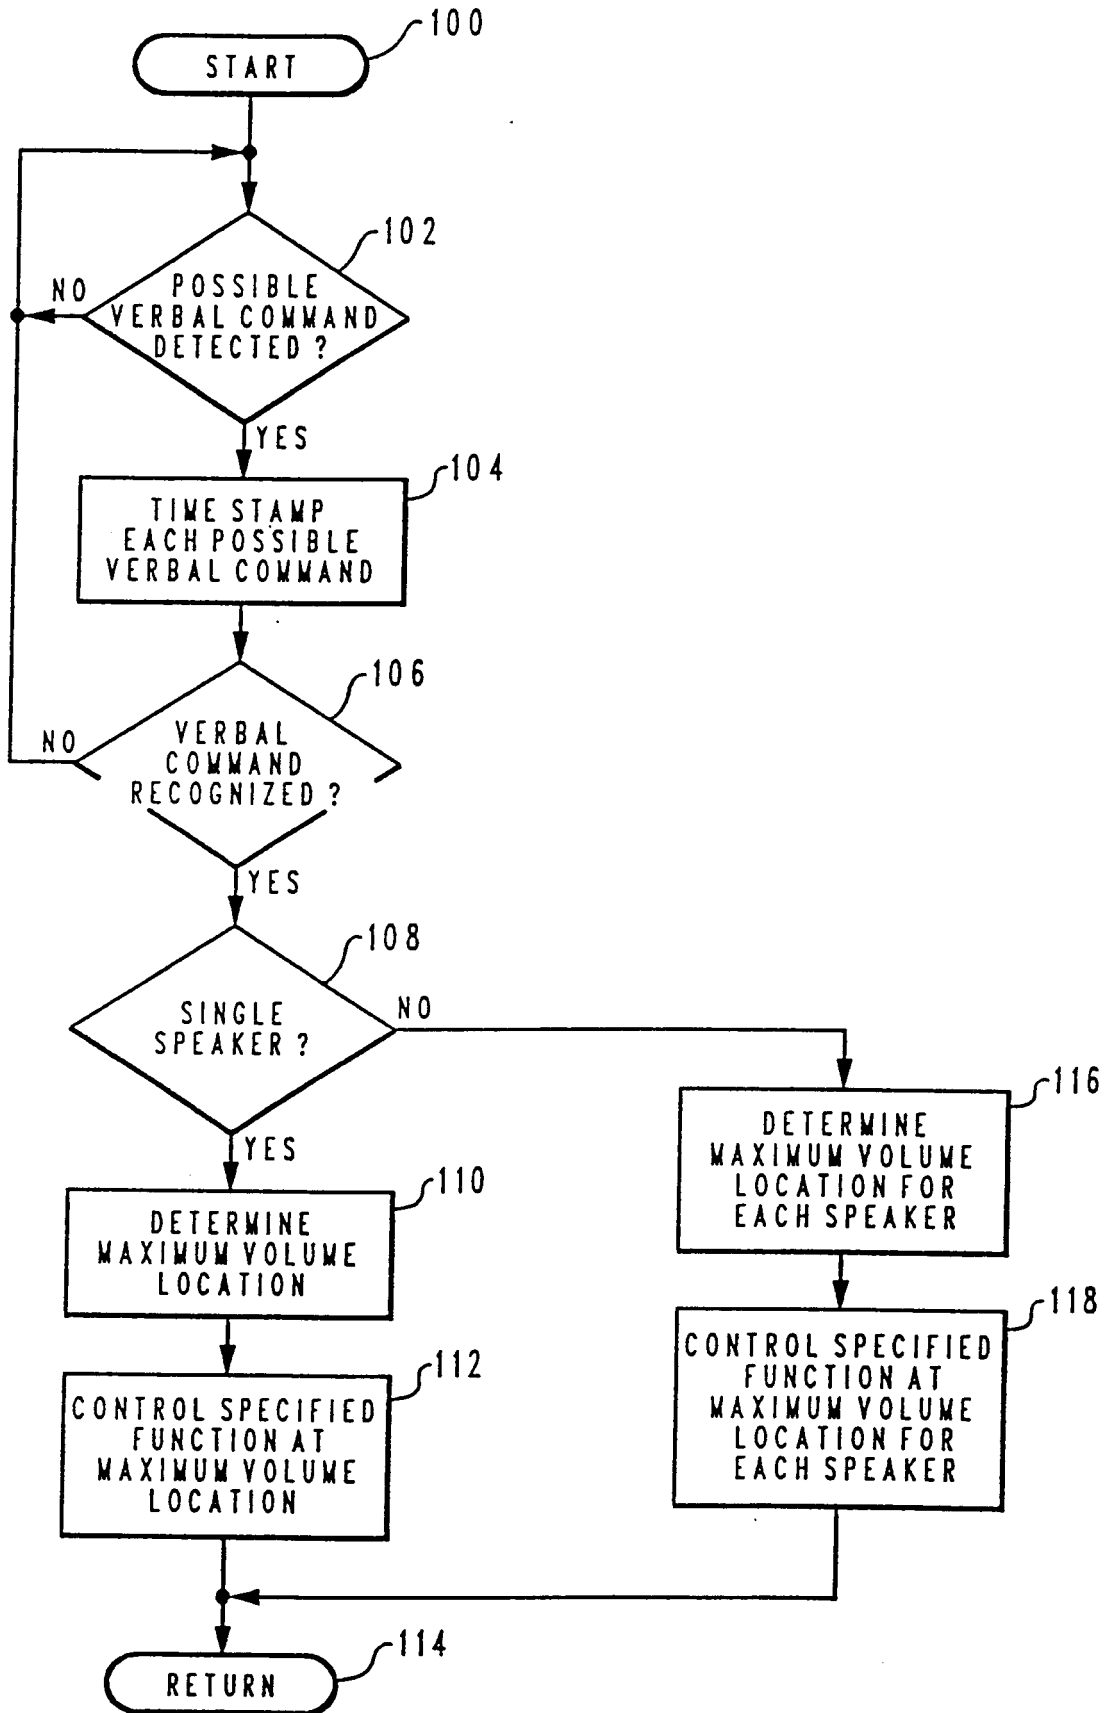 100
START
102
POSSIBLE
VERBAL COMMAND
DETECTED ?
NO
YES
104
TIME STAMP
EACH POSSIBLE
VERBAL COMMAND
106
VERBAL
COMMAND
RECOGNIZED ?
NO
YES
108
SINGLE
SPEAKER ?
NO
YES
110
DETERMINE
MAXIMUM VOLUME
LOCATION
112
CONTROL SPECIFIED
FUNCTION AT
MAXIMUM VOLUME
LOCATION
116
DETERMINE
MAXIMUM VOLUME
LOCATION FOR
EACH SPEAKER
118
CONTROL SPECIFIED
FUNCTION AT
MAXIMUM VOLUME
LOCATION FOR
EACH SPEAKER
114
RETURN